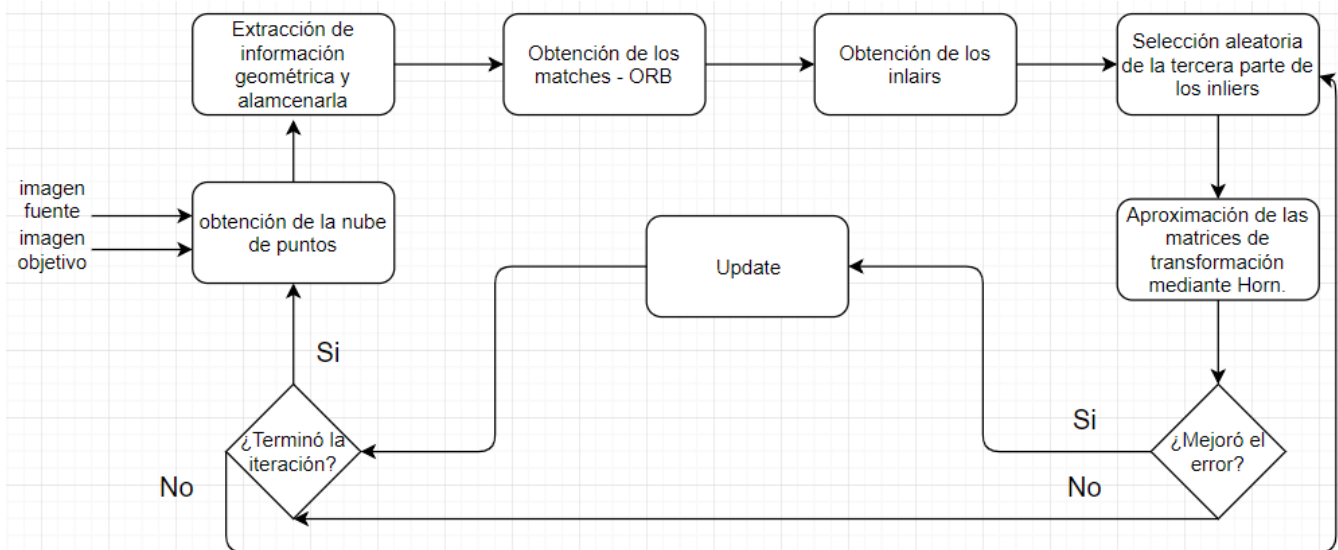 Extracción de
información
geométrica y
alamcenarla
Obtención de los
matches - ORB
Obtención de los
inlairs
Selección aleatoria
de la tercera parte de
los inliers
imagen
fuente
imagen
objetivo
obtención de la nube
de puntos
Update
Aproximación de las
matrices de
transformación
mediante Horn.
Si
¿Terminó la
iteración?
No
Si
¿Mejoró el
error?
No